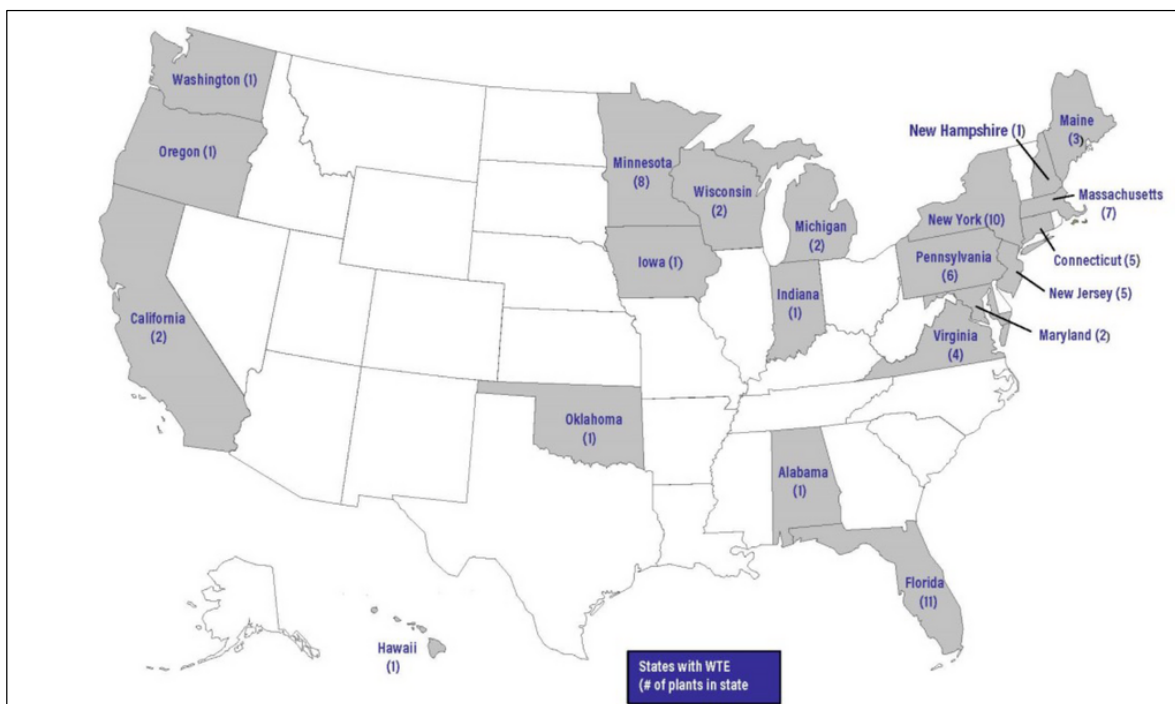 Washington (1)
Oregon (1)
California
(2)
Minnesota
(8)
Wisconsin
(2)
Iowa (1)
Michigan
(2)
Indiana
(1)
Oklahoma
(1)
Alabama
(1)
Florida
(11)
Hawaii
(1)
Maine
(3)
New Hampshire (1)
Massachusetts
(7)
New York (10)
Connecticut (5)
Pennsylvania
(6)
New Jersey (5)
Maryland (2)
Virginia
(4)
States with WTE
(# of plants in state